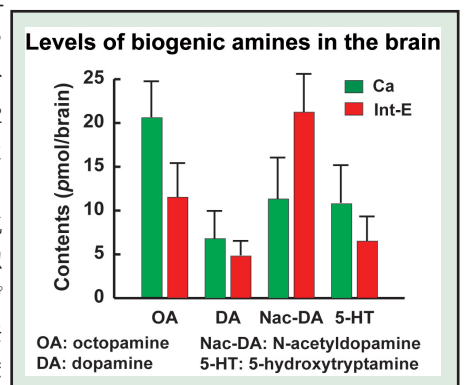 Levels of biogenic amines in the brain
Contents (pmol/brain)
25
20
15
10
5
0
Ca
Int-E
OA DA Nac-DA 5-HT
OA: octopamine Nac-DA: N-acetyldopamine
DA: dopamine 5-HT: 5-hydroxytryptamine